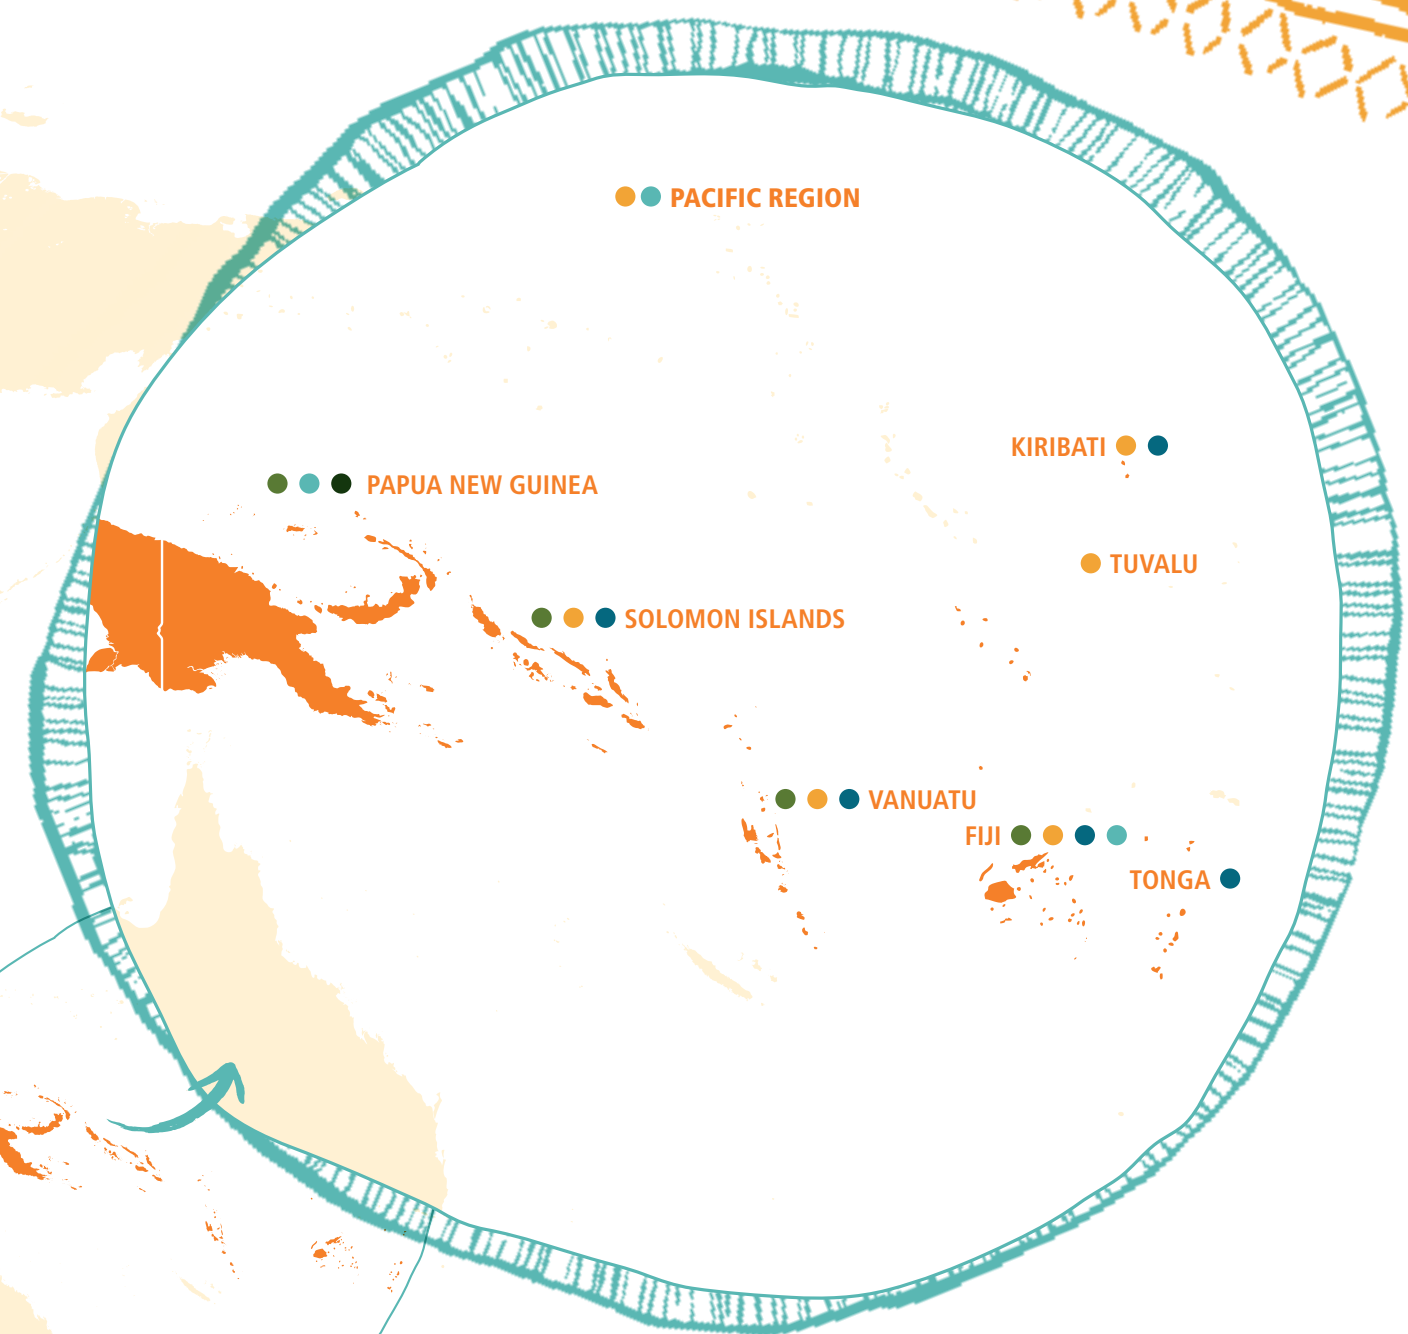 PACIFIC REGION
KIRIBATI
PAPUA NEW GUINEA
TUVALU
SOLOMON ISLANDS
VANUATU
FIJI
TONGA